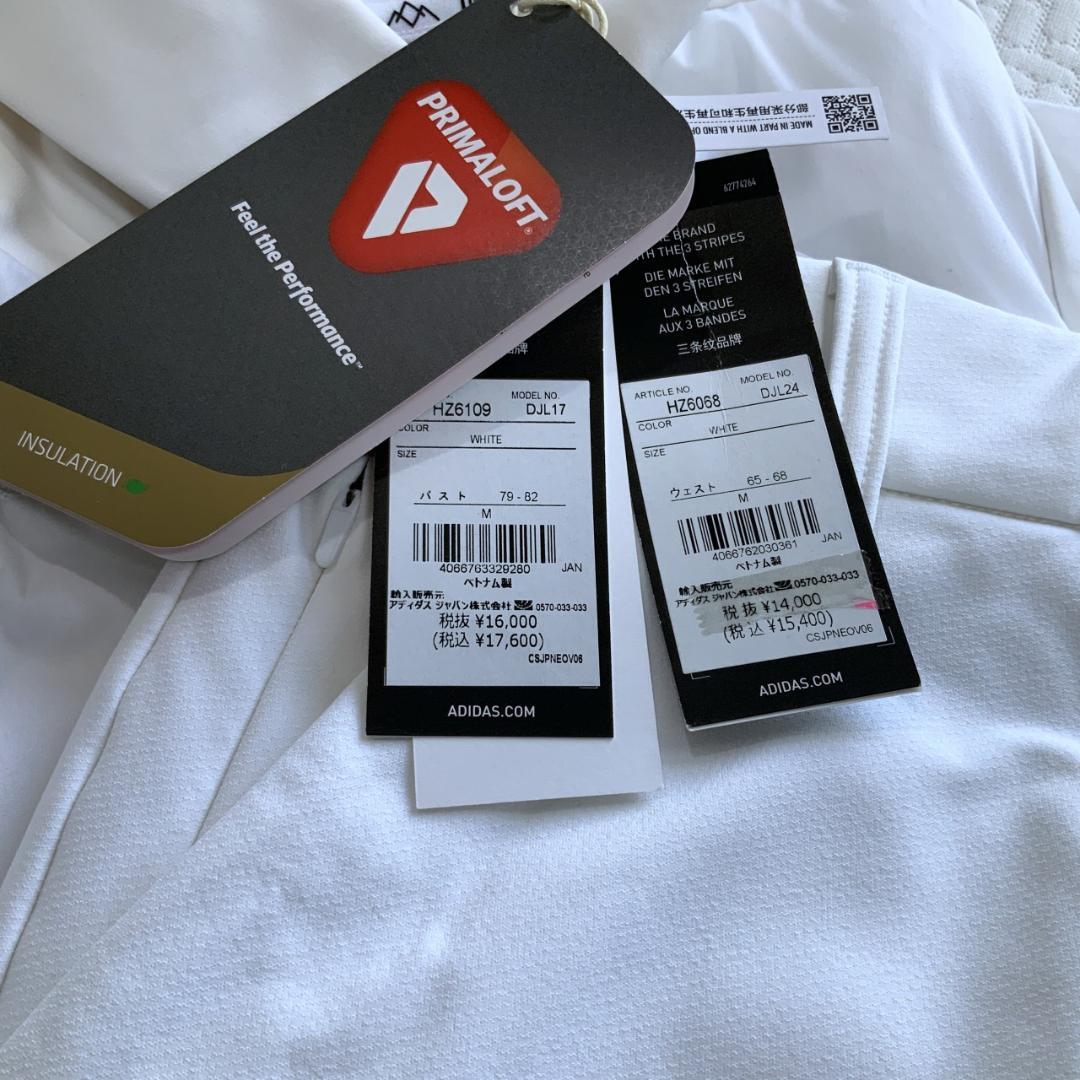 PRIMALOFT®
Feel the Performance™
INSULATION
部分采用再生和可再生
MADE IN PART WITH A BLEND OF
62774264
BRAND
TH THE 3 STRIPES
DIE MARKE MIT
DEN 3 STREIFEN
LA MARQUE
AUX 3 BANDES
三条纹品牌
牌
MODEL NO.
HZ6109 DJL17
COLOR
WHITE
SIZE
バスト 79 - 82
M
4066763329280 JAN
ベトナム製
輸入販売元
アディダス ジャパン株式会社 0570-033-033
税抜 ¥16,000
(税込 ¥17,600)
CSJPNEOV06
ADIDAS.COM
ARTICLE NO. MODEL NO.
HZ6068 DJL24
COLOR WHITE
SIZE
ウェスト 65 - 68
M
4066762030361 JAN
ベトナム製
輸入販売元
アディダス ジャパン株式会社 0570-033-033
税抜 ¥14,000
(税込 ¥15,400)
CSJPNEOV06
ADIDAS.COM